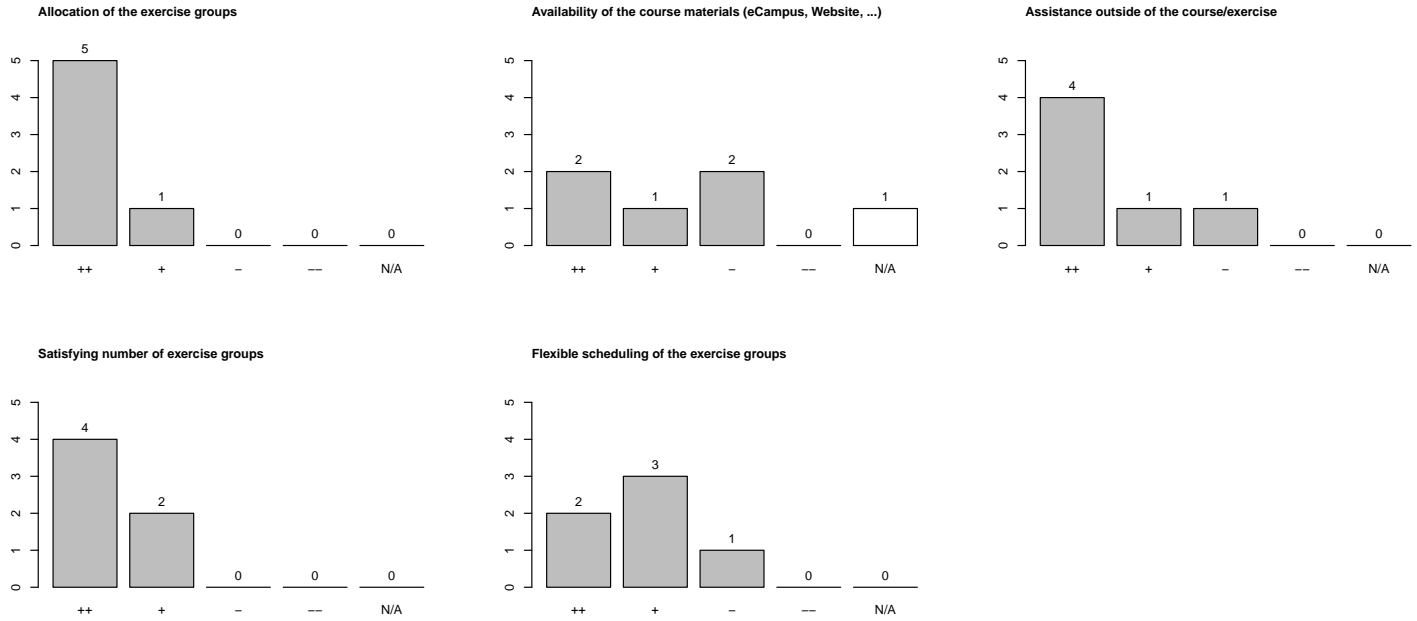 Allocation of the exercise groups
5
1
0
0
0
0 1 2 3 4 5
++ + − −− N/A
Availability of the course materials (eCampus, Website, ...)
2
1
2
0
1
0 1 2 3 4 5
++ + − −− N/A
Assistance outside of the course/exercise
4
1
1
0
0
0 1 2 3 4 5
++ + − −− N/A
Satisfying number of exercise groups
4
2
0
0
0
0 1 2 3 4 5
++ + − −− N/A
Flexible scheduling of the exercise groups
2
3
1
0
0
0 1 2 3 4 5
++ + − −− N/A